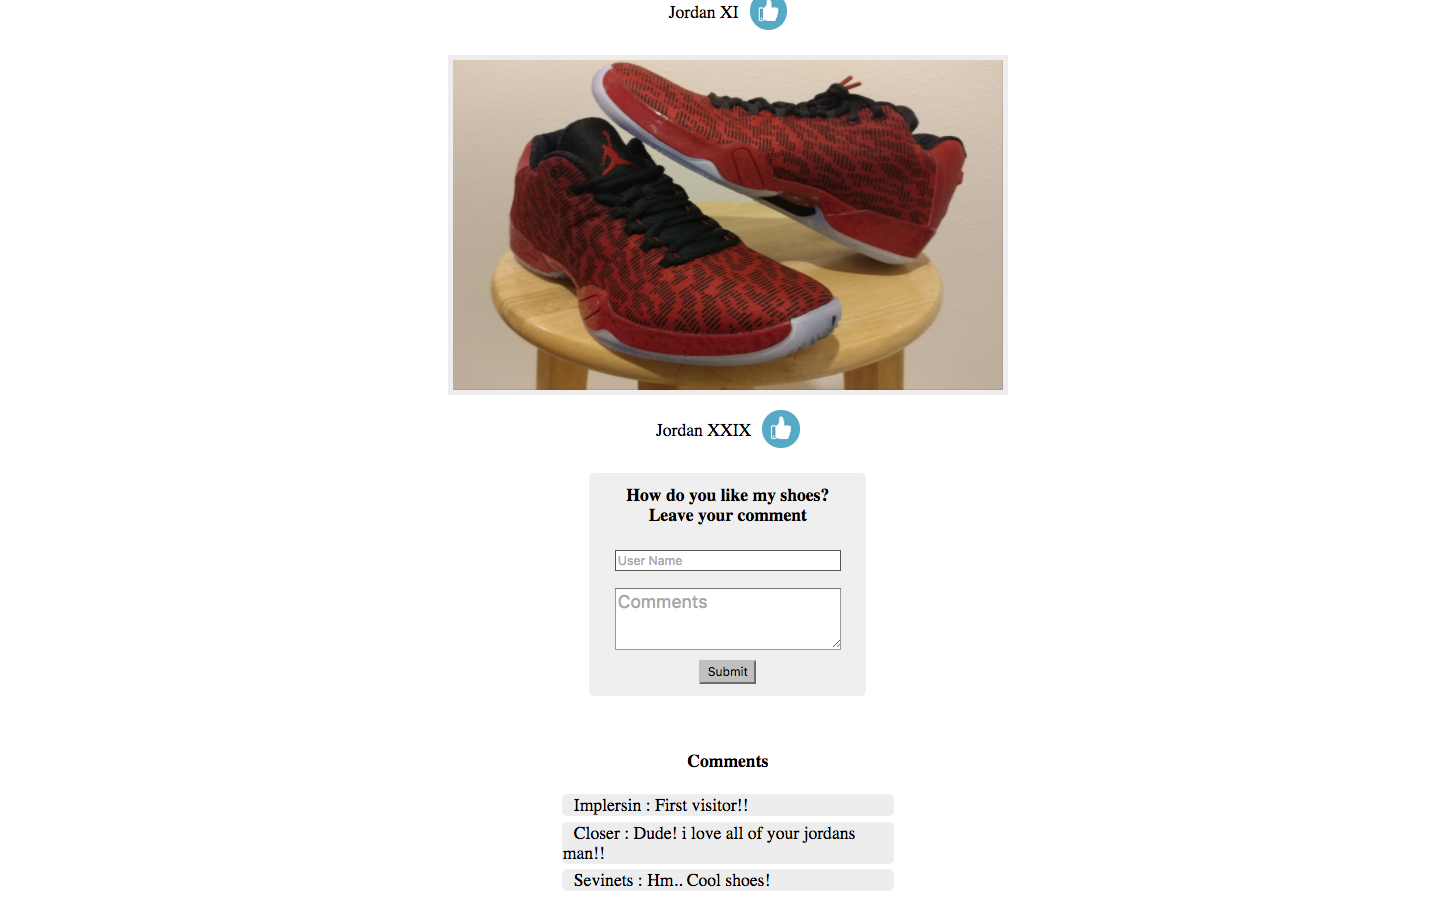 Jordan XI
Jordan XXIX
How do you like my shoes?
Leave your comment
User Name
Comments
Submit
Comments
Implersin : First visitor!!
Closer : Dude! i love all of your jordans
man!!
Sevinets : Hm.. Cool shoes!